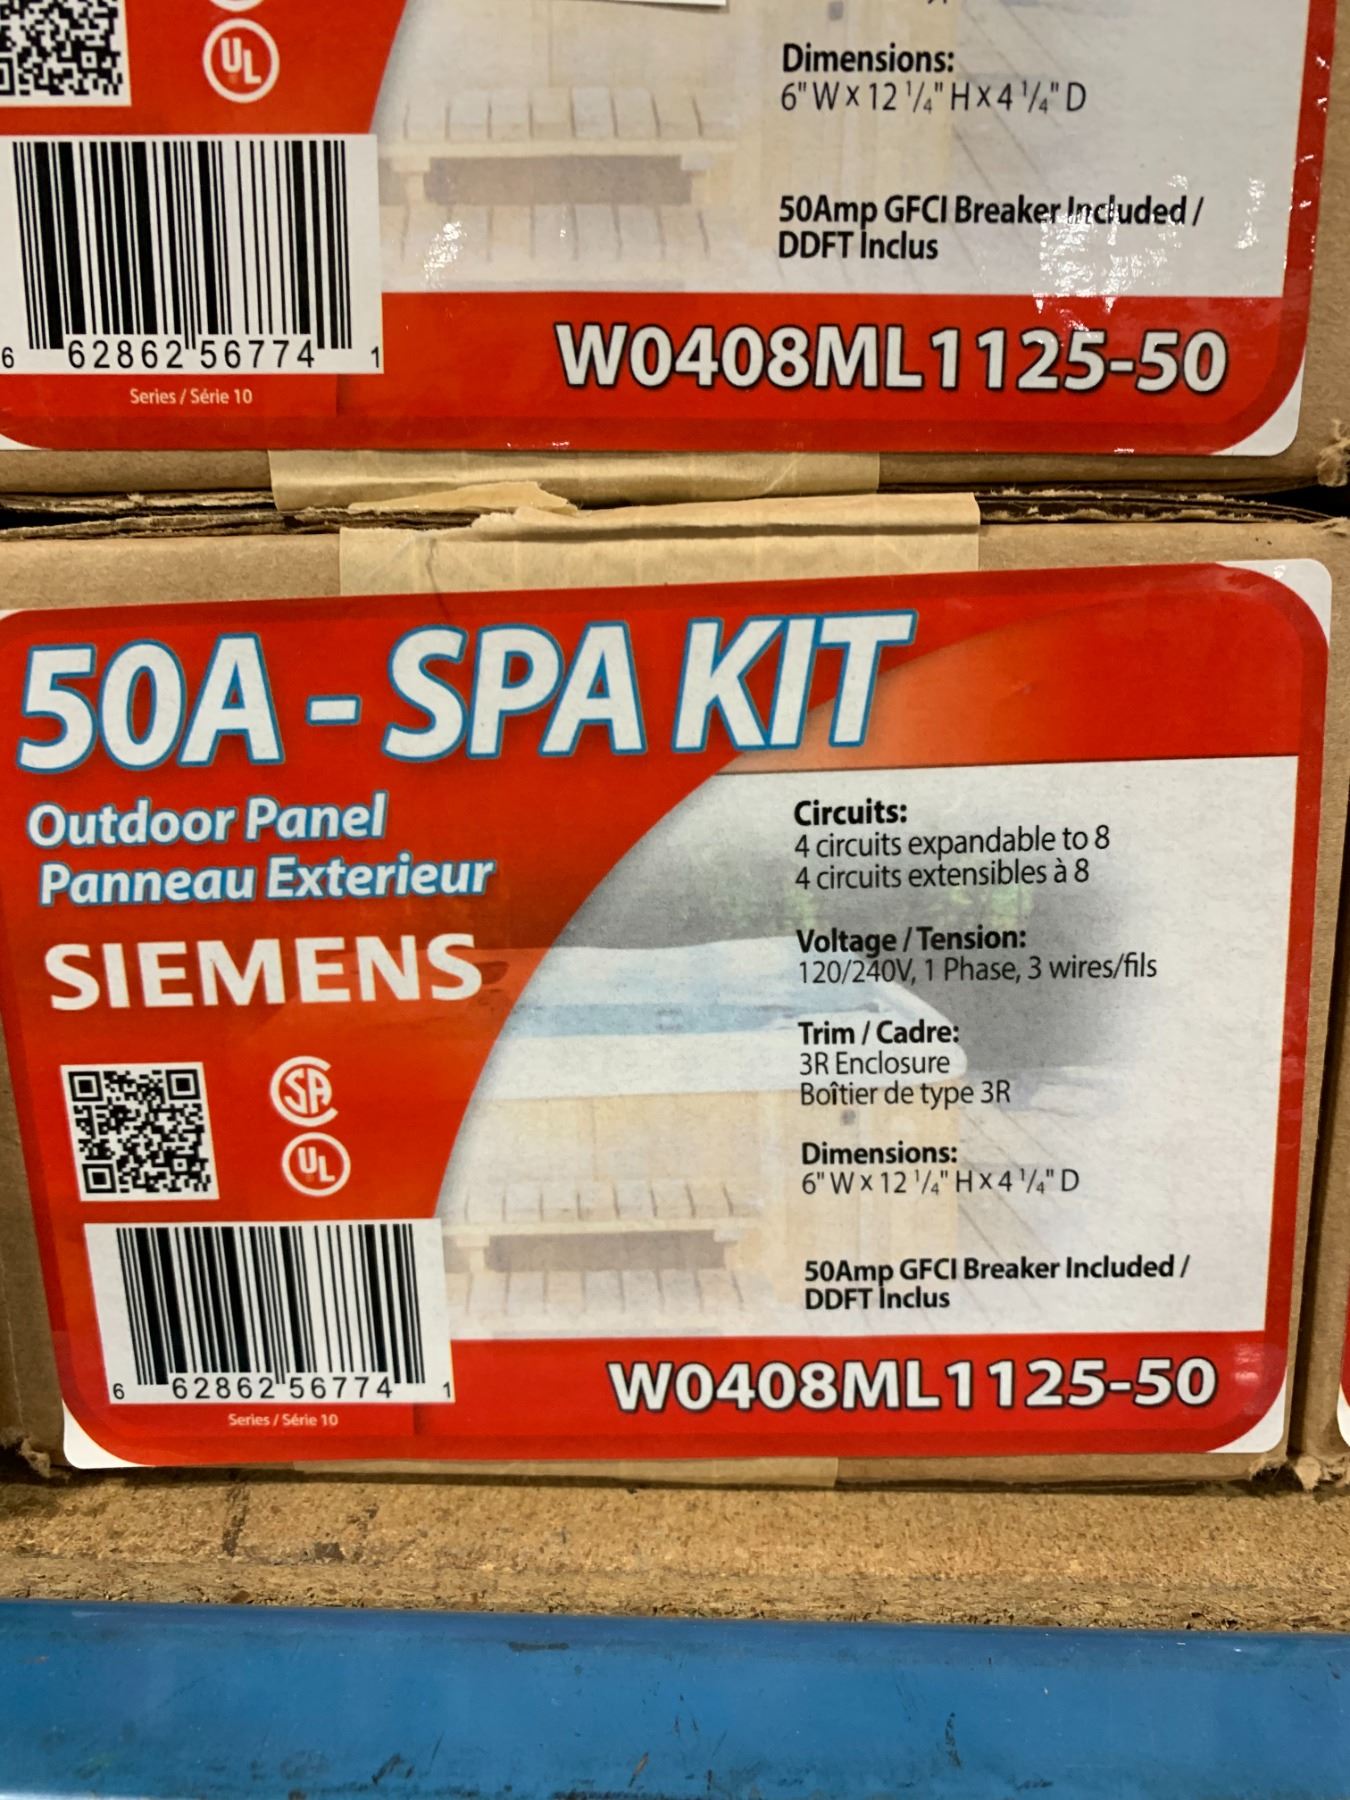 UL
Dimensions:
6" W x 12 1/4" H x 4 1/4" D
50Amp GFCI Breaker Included /
DDFT Inclus
6 62862 56774 1
Series / Série 10
W0408ML1125-50
50A - SPA KIT
Outdoor Panel
Panneau Exterieur
SIEMENS
SA
UL
Circuits:
4 circuits expandable to 8
4 circuits extensibles à 8
Voltage / Tension:
120/240V, 1 Phase, 3 wires/fils
Trim / Cadre:
3R Enclosure
Boîtier de type 3R
Dimensions:
6" W x 12 1/4" H x 4 1/4" D
50Amp GFCI Breaker Included /
DDFT Inclus
6 62862 56774 1
Series / Série 10
W0408ML1125-50